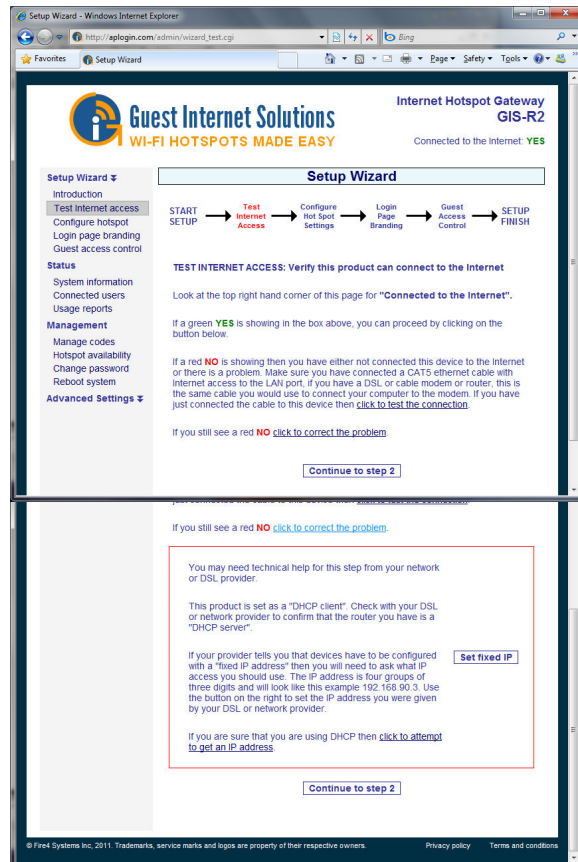 Setup Wizard - Windows Internet Explorer
http://aplogin.com/admin/wizard_test.cgi
Bing
Favorites
Setup Wizard
Page
Safety
Tools
Guest Internet Solutions
WI-FI HOTSPOTS MADE EASY
Internet Hotspot Gateway
GIS-R2
Connected to the Internet: YES
Setup Wizard
Introduction
Test Internet access
Configure hotspot
Login page branding
Guest access control
Status
System information
Connected users
Usage reports
Management
Manage codes
Hotspot availability
Change password
Reboot system
Advanced Settings
Setup Wizard
START
SETUP
Test
Internet
Access
Configure
Hot Spot
Settings
Login
Page
Branding
Guest
Access
Control
SETUP
FINISH
TEST INTERNET ACCESS: Verify this product can connect to the Internet
Look at the top right hand corner of this page for "Connected to the Internet".
If a green YES is showing in the box above, you can proceed by clicking on the
button below.
If a red NO is showing then you have either not connected this device to the Internet
or there is a problem. Make sure you have connected a CAT5 ethernet cable with
Internet access to the LAN port, if you have a DSL or cable modem or router, this is
the same cable you would use to connect your computer to the modem. If you have
just connected the cable to this device then click to test the connection.
If you still see a red NO click to correct the problem.
Continue to step 2
just connected the cable to this device then click to test the connection.
If you still see a red NO click to correct the problem.
You may need technical help for this step from your network
or DSL provider.
This product is set as a "DHCP client". Check with your DSL
or network provider to confirm that the router you have is a
"DHCP server".
If your provider tells you that devices have to be configured
with a "fixed IP address" then you will need to ask what IP
access you should use. The IP address is four groups of
three digits and will look like this example 192.168.90.3. Use
the button on the right to set the IP address you were given
by your DSL or network provider.
Set fixed IP
If you are sure that you are using DHCP then click to attempt
to get an IP address.
Continue to step 2
© Fire4 Systems Inc, 2011. Trademarks, service marks and logos are property of their respective owners.
Privacy policy
Terms and conditions